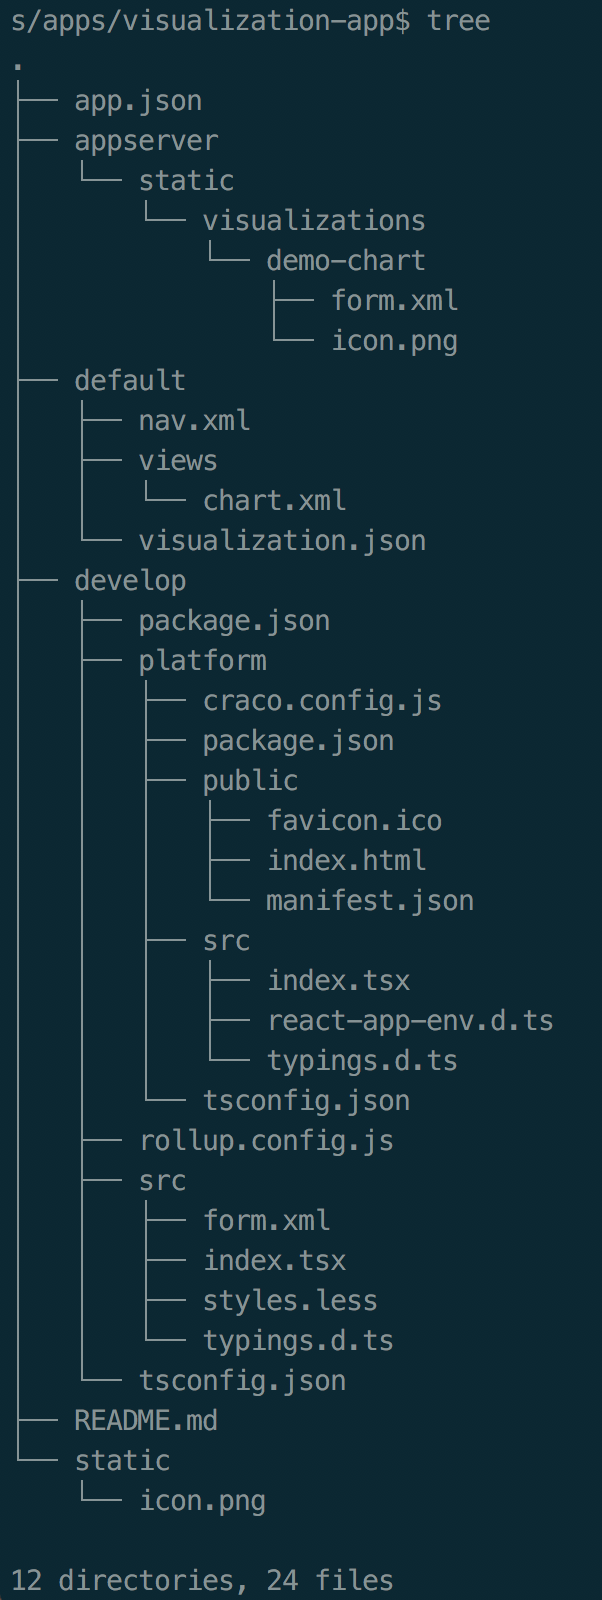 s/apps/visualization-app$ tree
.
├── app.json
├── appserver
│   └── static
│       └── visualizations
│           └── demo-chart
│               ├── form.xml
│               └── icon.png
├── default
│   ├── nav.xml
│   ├── views
│   │   └── chart.xml
│   └── visualization.json
├── develop
│   ├── package.json
│   ├── platform
│   │   ├── craco.config.js
│   │   ├── package.json
│   │   ├── public
│   │   │   ├── favicon.ico
│   │   │   ├── index.html
│   │   │   └── manifest.json
│   │   ├── src
│   │   │   ├── index.tsx
│   │   │   ├── react-app-env.d.ts
│   │   │   └── typings.d.ts
│   │   └── tsconfig.json
│   ├── rollup.config.js
│   ├── src
│   │   ├── form.xml
│   │   ├── index.tsx
│   │   ├── styles.less
│   │   └── typings.d.ts
│   └── tsconfig.json
├── README.md
└── static
    └── icon.png

12 directories, 24 files